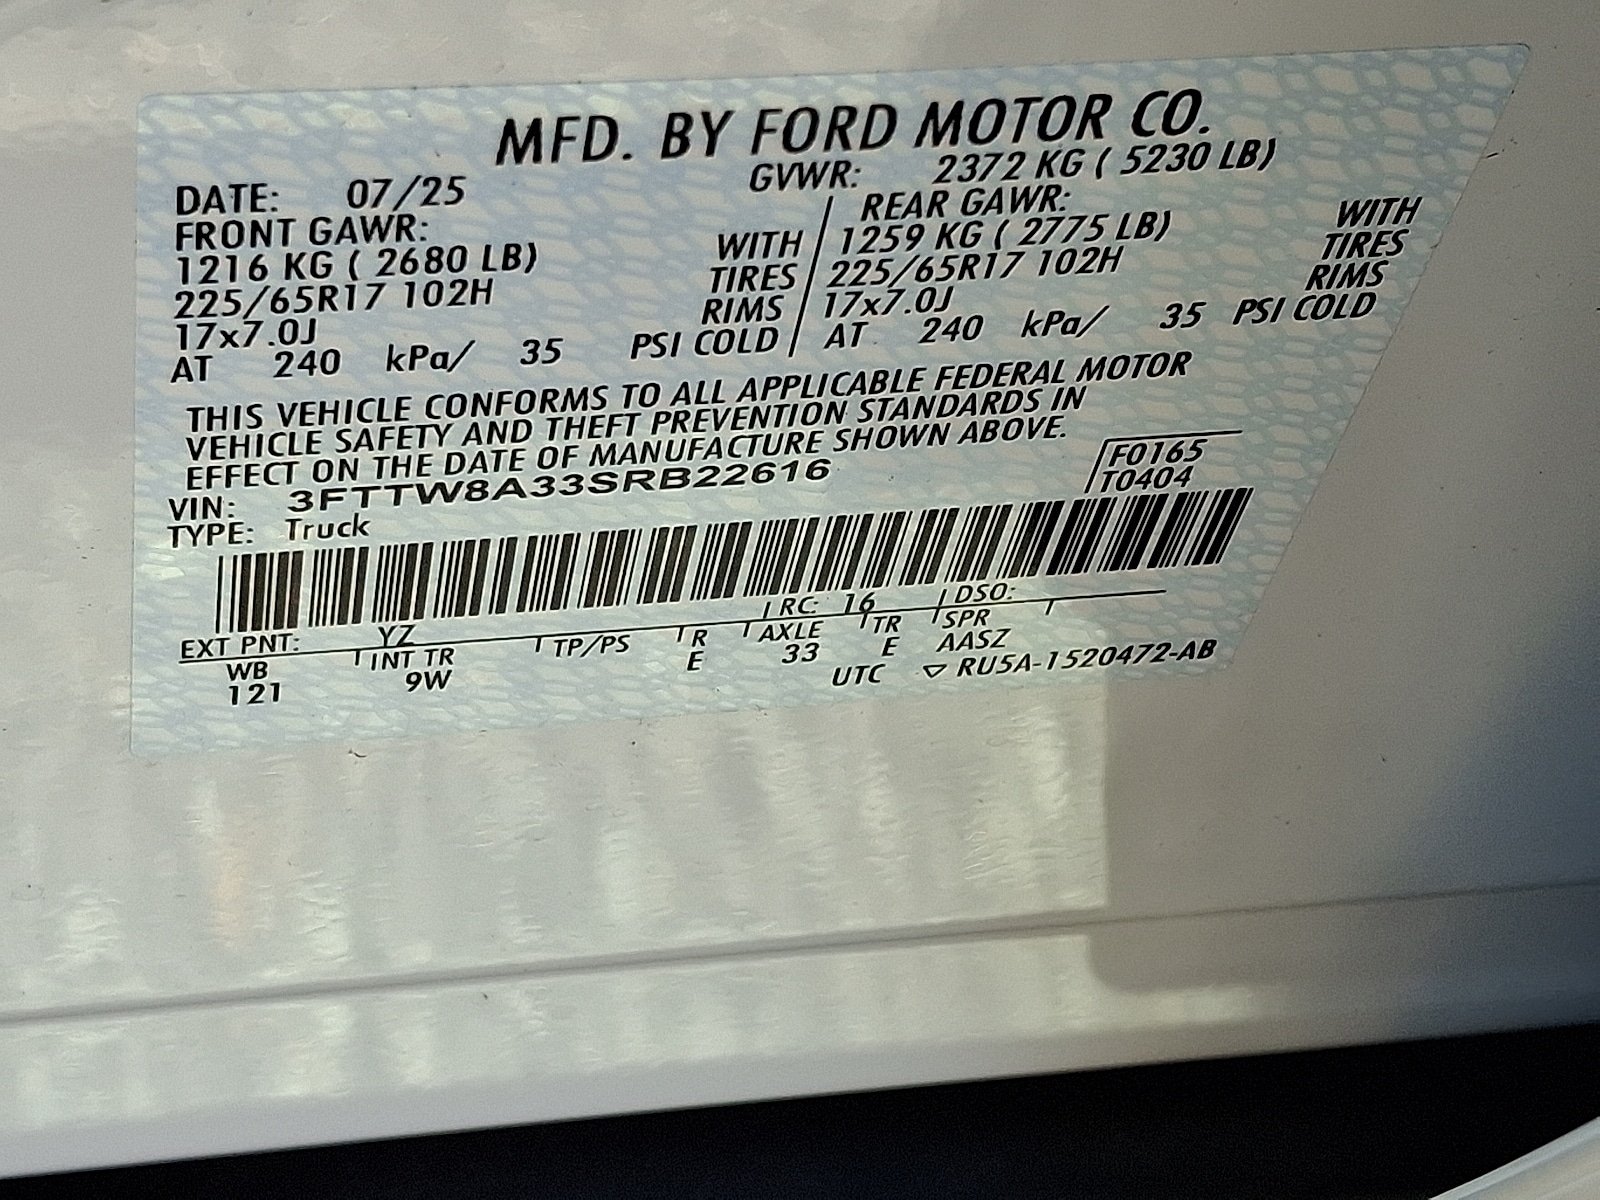 MFD. BY FORD MOTOR CO.
DATE: 07/25 GVWR: 2372 KG ( 5230 LB)
FRONT GAWR: REAR GAWR:
1216 KG ( 2680 LB) WITH 1259 KG ( 2775 LB) WITH
225/65R17 102H TIRES 225/65R17 102H TIRES
17x7.0J RIMS 17x7.0J RIMS
AT 240 kPa/ 35 PSI COLD AT 240 kPa/ 35 PSI COLD
THIS VEHICLE CONFORMS TO ALL APPLICABLE FEDERAL MOTOR
VEHICLE SAFETY AND THEFT PREVENTION STANDARDS IN
EFFECT ON THE DATE OF MANUFACTURE SHOWN ABOVE.
VIN: 3FTTW8A33SRB22616 F0165
TYPE: Truck T0404
EXT PNT: YZ RC: 16 DSO:
WB INT TR TP/PS R AXLE TR SPR
121 9W E 33 E AASZ
UTC ▽ RU5A-1520472-AB